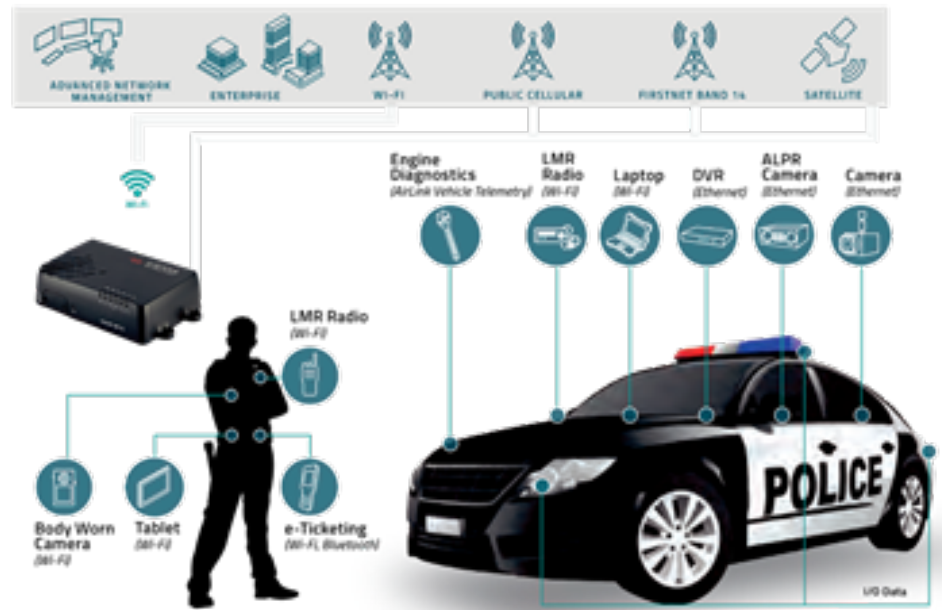 ADVANCED NETWORK
MANAGEMENT
ENTERPRISE
WI-FI
PUBLIC CELLULAR
FIRSTNET BAND 14
SATELLITE
Wi-Fi
Engine
Diagnostics
(AirLink Vehicle Telemetry)
LMR
Radio
(Wi-Fi)
Laptop
(Wi-Fi)
DVR
(Ethernet)
ALPR
Camera
(Ethernet)
Camera
(Ethernet)
LMR Radio
(Wi-Fi)
Body Worn
Camera
(Wi-Fi)
Tablet
(Wi-Fi)
e-Ticketing
(Wi-Fi, Bluetooth)
POLICE
I/O Data